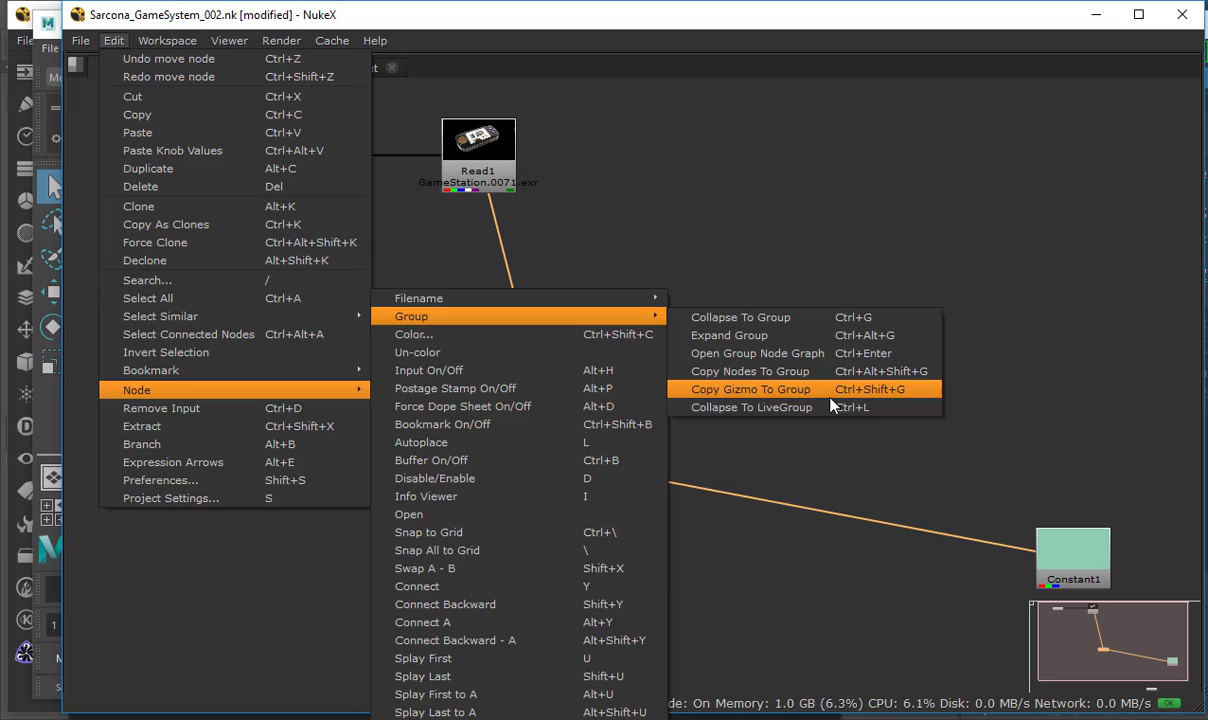 Sarcona_GameSystem_002.nk [modified] - NukeX
File Edit Workspace Viewer Render Cache Help
Undo move node Ctrl+Z
Redo move node Ctrl+Shift+Z
Cut Ctrl+X
Copy Ctrl+C
Paste Ctrl+V
Paste Knob Values Ctrl+Alt+V
Duplicate Alt+C
Delete Del
Clone Alt+K
Copy As Clones Ctrl+K
Force Clone Ctrl+Alt+Shift+K
Declone Alt+Shift+K
Search... /
Select All Ctrl+A
Select Similar
Select Connected Nodes Ctrl+Alt+A
Invert Selection
Bookmark
Node
Remove Input Ctrl+D
Extract Ctrl+Shift+X
Branch Alt+B
Expression Arrows Alt+E
Preferences... Shift+S
Project Settings... S
Filename
Group
Color... Ctrl+Shift+C
Un-color
Input On/Off Alt+H
Postage Stamp On/Off Alt+P
Force Dope Sheet On/Off Alt+D
Bookmark On/Off Ctrl+Shift+B
Autoplace L
Buffer On/Off Ctrl+B
Disable/Enable D
Info Viewer I
Open
Snap to Grid Ctrl+\
Snap All to Grid \
Swap A - B Shift+X
Connect Y
Connect Backward Shift+Y
Connect A Alt+Y
Connect Backward - A Alt+Shift+Y
Splay First U
Splay Last Shift+U
Splay First to A Alt+U
Splay Last to A Alt+Shift+U
Collapse To Group Ctrl+G
Expand Group Ctrl+Alt+G
Open Group Node Graph Ctrl+Enter
Copy Nodes To Group Ctrl+Alt+Shift+G
Copy Gizmo To Group Ctrl+Shift+G
Collapse To LiveGroup Ctrl+L
Read1
GameStation.0071.exr
Constant1
de: On Memory: 1.0 GB (6.3%) CPU: 6.1% Disk: 0.0 MB/s Network: 0.0 MB/s
OK
File